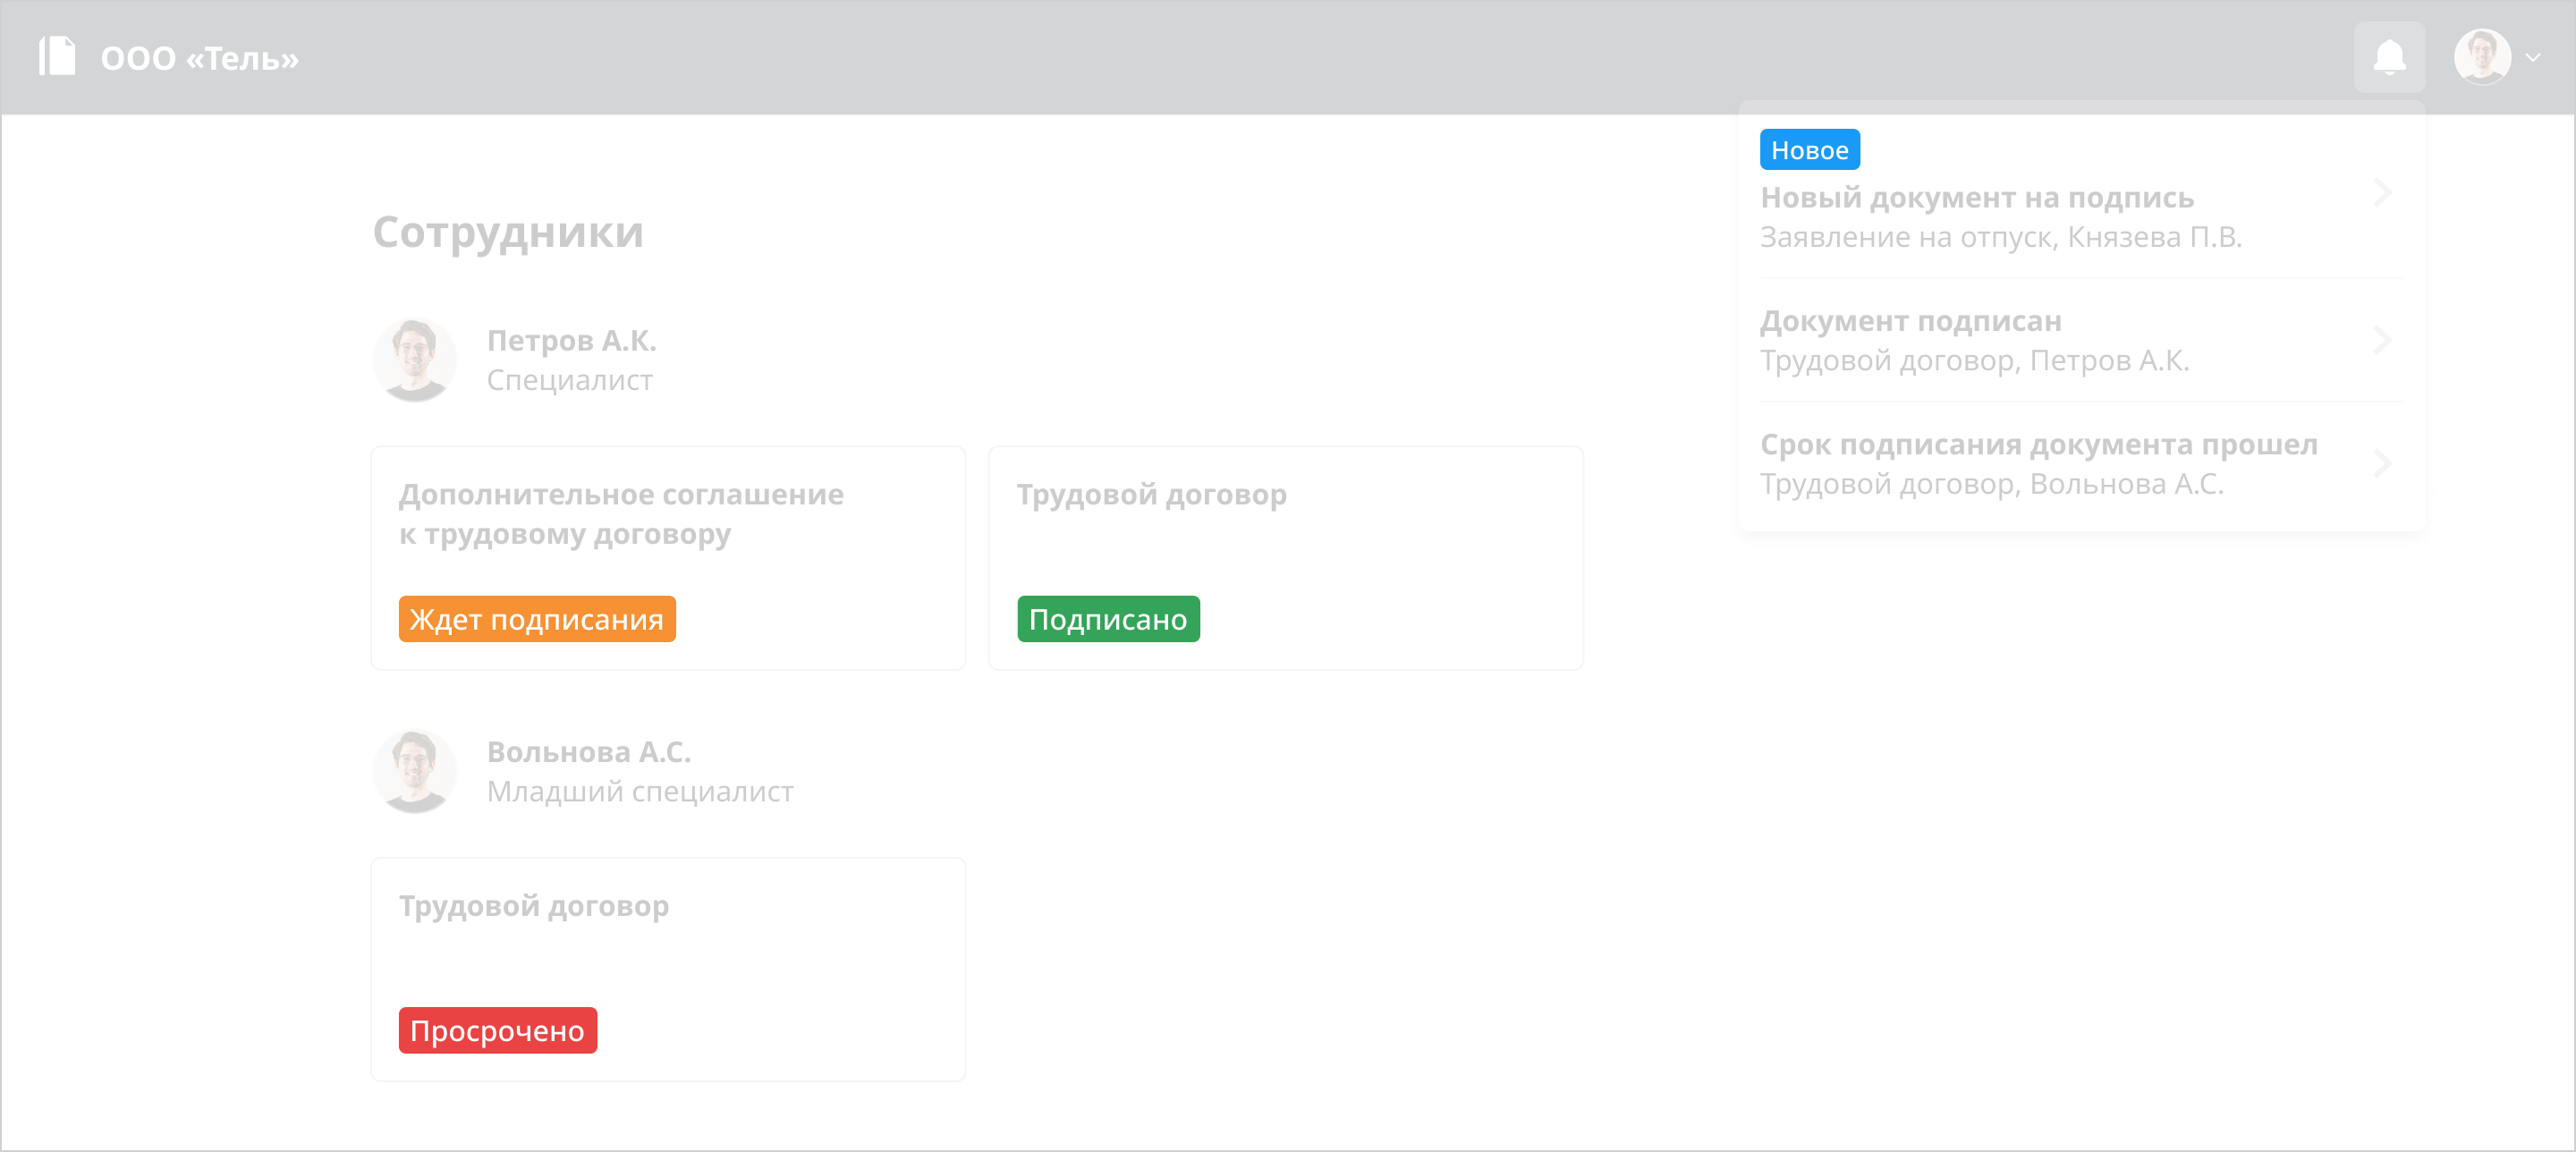 ООО «Тель»
Новое
Новый документ на подпись
Заявление на отпуск, Князева П.В.
Документ подписан
Трудовой договор, Петров А.К.
Срок подписания документа прошел
Трудовой договор, Вольнова А.С.
Сотрудники
Петров А.К.
Специалист
Дополнительное соглашение
к трудовому договору
Ждет подписания
Трудовой договор
Подписано
Вольнова А.С.
Младший специалист
Трудовой договор
Просрочено